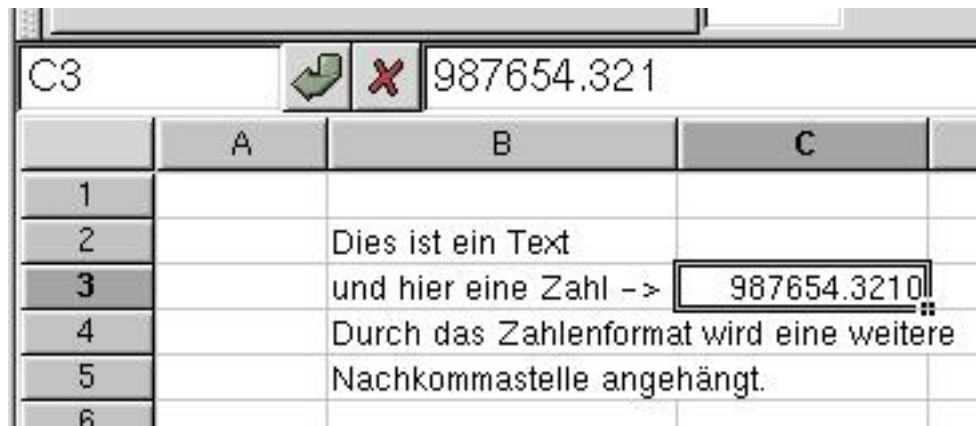 C3 987654.321
A B C
1
2 Dies ist ein Text
3 und hier eine Zahl -> 987654.3210
4 Durch das Zahlenformat wird eine weitere
5 Nachkommastelle angehängt.
6